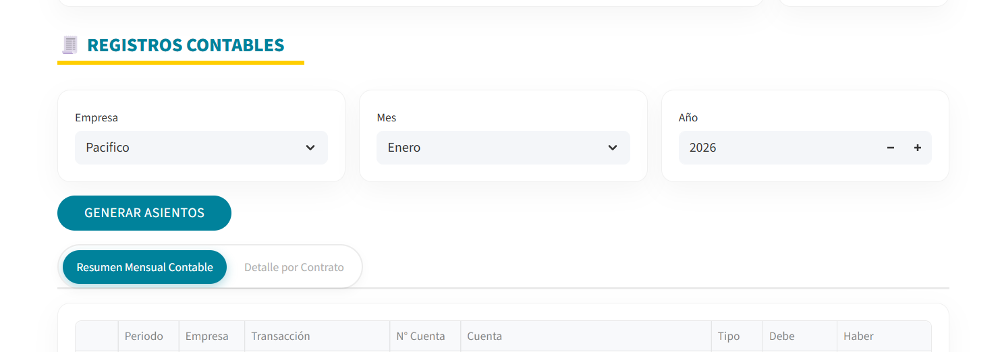 REGISTROS CONTABLES
Empresa Mes Año
Pacifico Enero 2026
GENERAR ASIENTOS
Resumen Mensual Contable Detalle por Contrato
Periodo Empresa Transacción N° Cuenta Cuenta Tipo Debe Haber